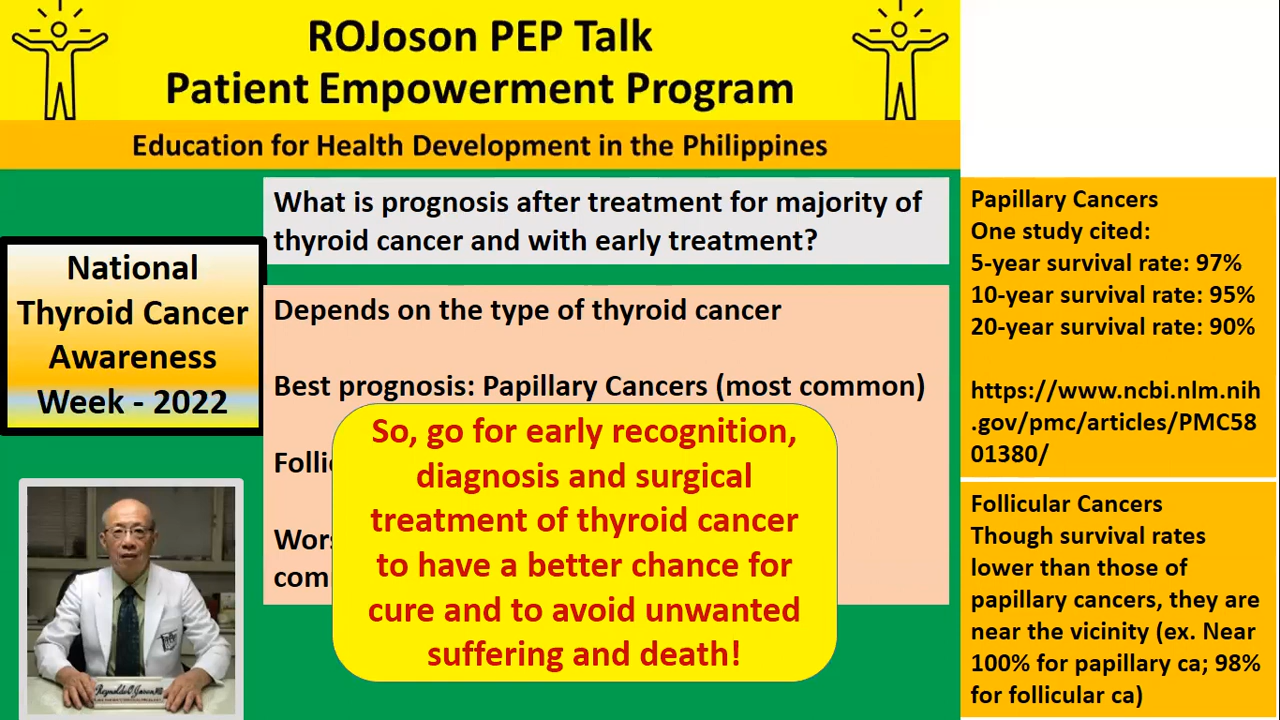 ROJoson PEP Talk
Patient Empowerment Program
Education for Health Development in the Philippines
National
Thyroid Cancer
Awareness
Week - 2022
What is prognosis after treatment for majority of
thyroid cancer and with early treatment?
Depends on the type of thyroid cancer
Best prognosis: Papillary Cancers (most common)
So, go for early recognition,
diagnosis and surgical
treatment of thyroid cancer
to have a better chance for
cure and to avoid unwanted
suffering and death!
Papillary Cancers
One study cited:
5-year survival rate: 97%
10-year survival rate: 95%
20-year survival rate: 90%
https://www.ncbi.nlm.nih
.gov/pmc/articles/PMC58
01380/
Follicular Cancers
Though survival rates
lower than those of
papillary cancers, they are
near the vicinity (ex. Near
100% for papillary ca; 98%
for follicular ca)